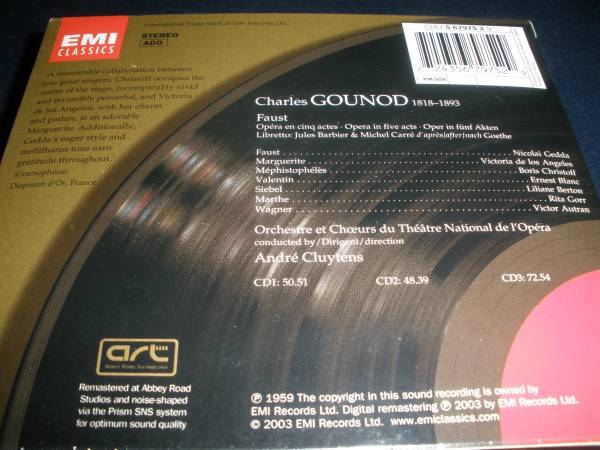 EMI
CLASSICS
International Trade Mark of EMI Records Ltd.
STEREO
ADD
'A treasurable collaboration between
two great singers: Christoff occupies the
centre of the stage, incomparably vivid
and invincibly powerful, and Victoria
de los Angeles, with her charm
and pathos, is an adorable
Marguerite. Additionally,
Gedda's eager style and
mellifluous tone earn
gratitude throughout.'
(Gramophone)
Diapason d'Or, France
Charles GOUNOD 1818–1893
Faust
Opéra en cinq actes · Opera in five acts · Oper in fünf Akten
Libretto: Jules Barbier & Michel Carré d'après/after/nach Goethe
Faust Nicolai Gedda
Marguerite Victoria de los Angeles
Méphistophélès Boris Christoff
Valentin Ernest Blanc
Siebel Liliane Berton
Marthe Rita Gorr
Wagner Victor Autran
Orchestre et Chœurs du Théâtre National de l'Opéra
conducted by/Dirigent/direction
André Cluytens
CD1: 50.51 CD2: 48.39 CD3: 72.54
art
ABBEY ROAD TECHNOLOGY
Remastered at Abbey Road
Studios and noise-shaped
via the Prism SNS system
for optimum sound quality
℗ 1959 The copyright in this sound recording is owned by
EMI Records Ltd. Digital remastering ℗ 2003 by EMI Records Ltd.
© 2003 EMI Records Ltd. www.emiclassics.com